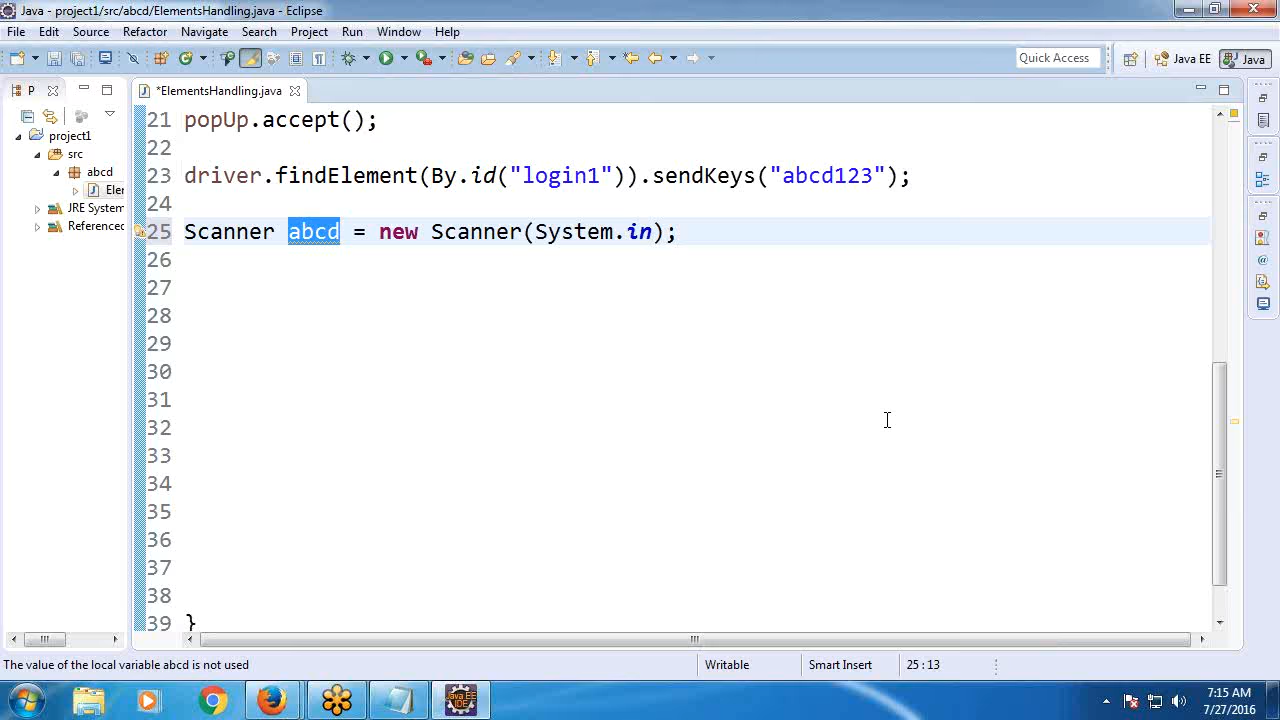 Java - project1/src/abcd/ElementsHandling.java - Eclipse
File Edit Source Refactor Navigate Search Project Run Window Help
Quick Access Java EE Java
P *ElementsHandling.java
project1
src
abcd
Eler
JRE System
Referenced
21 popUp.accept();
22
23 driver.findElement(By.id("login1")).sendKeys("abcd123");
24
25 Scanner abcd = new Scanner(System.in);
26
27
28
29
30
31
32
33
34
35
36
37
38
39 }
The value of the local variable abcd is not used Writable Smart Insert 25 : 13
Java EE
IDE
7:15 AM
7/27/2016